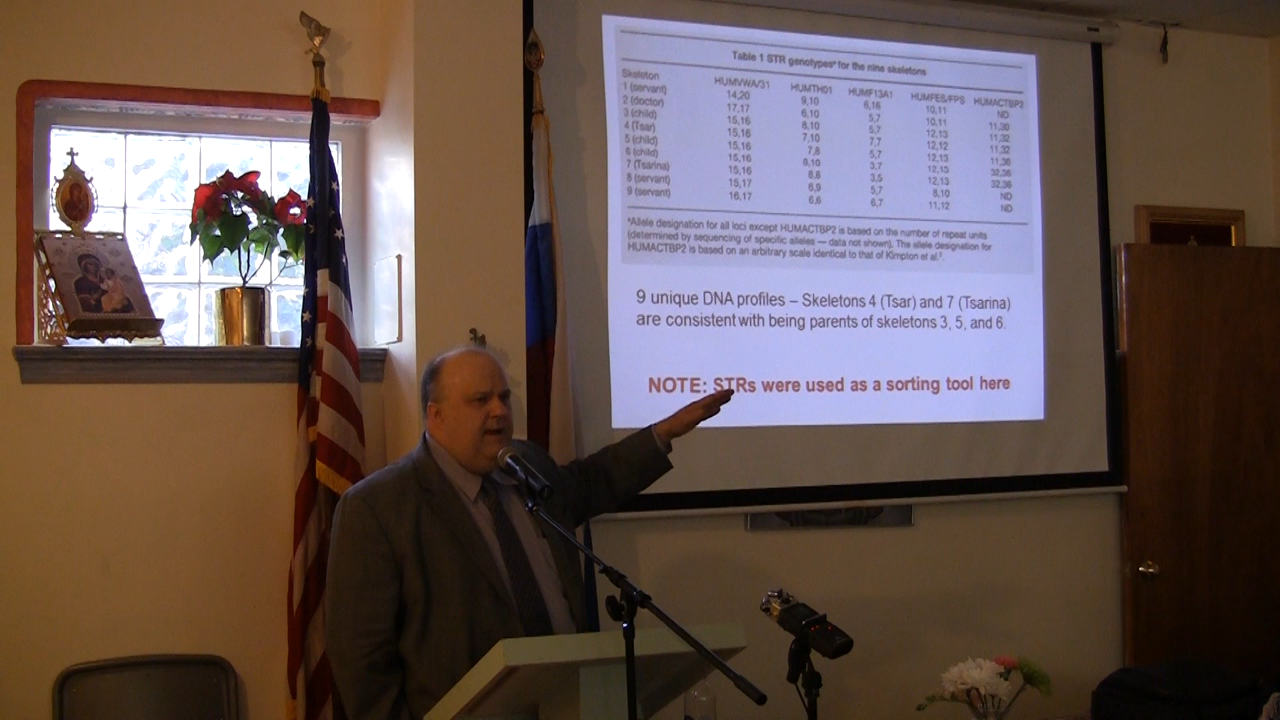 Table 1 STR genotypes* for the nine skeletons
Skeleton HUMVWA/31 HUMTH01 HUMF13A1 HUMFES/FPS HUMACTBP2
1 (servant) 14,20 9,10 6,16 10,11 ND
2 (doctor) 17,17 6,10 5,7 10,11 11,30
3 (child) 15,16 8,10 5,7 12,13 11,32
4 (Tsar) 15,16 7,10 7,7 12,12 11,32
5 (child) 15,16 7,8 5,7 12,13 11,36
6 (child) 15,16 8,10 3,7 12,13 32,36
7 (Tsarina) 15,16 8,8 3,5 12,13 32,36
8 (servant) 15,17 6,9 5,7 8,10 ND
9 (servant) 16,17 6,6 6,7 11,12 ND
*Allele designation for all loci except HUMACTBP2 is based on the number of repeat units
(determined by sequencing of specific alleles — data not shown). The allele designation for
HUMACTBP2 is based on an arbitrary scale identical to that of Kimpton et al.
9 unique DNA profiles – Skeletons 4 (Tsar) and 7 (Tsarina)
are consistent with being parents of skeletons 3, 5, and 6.
NOTE: STRs were used as a sorting tool here